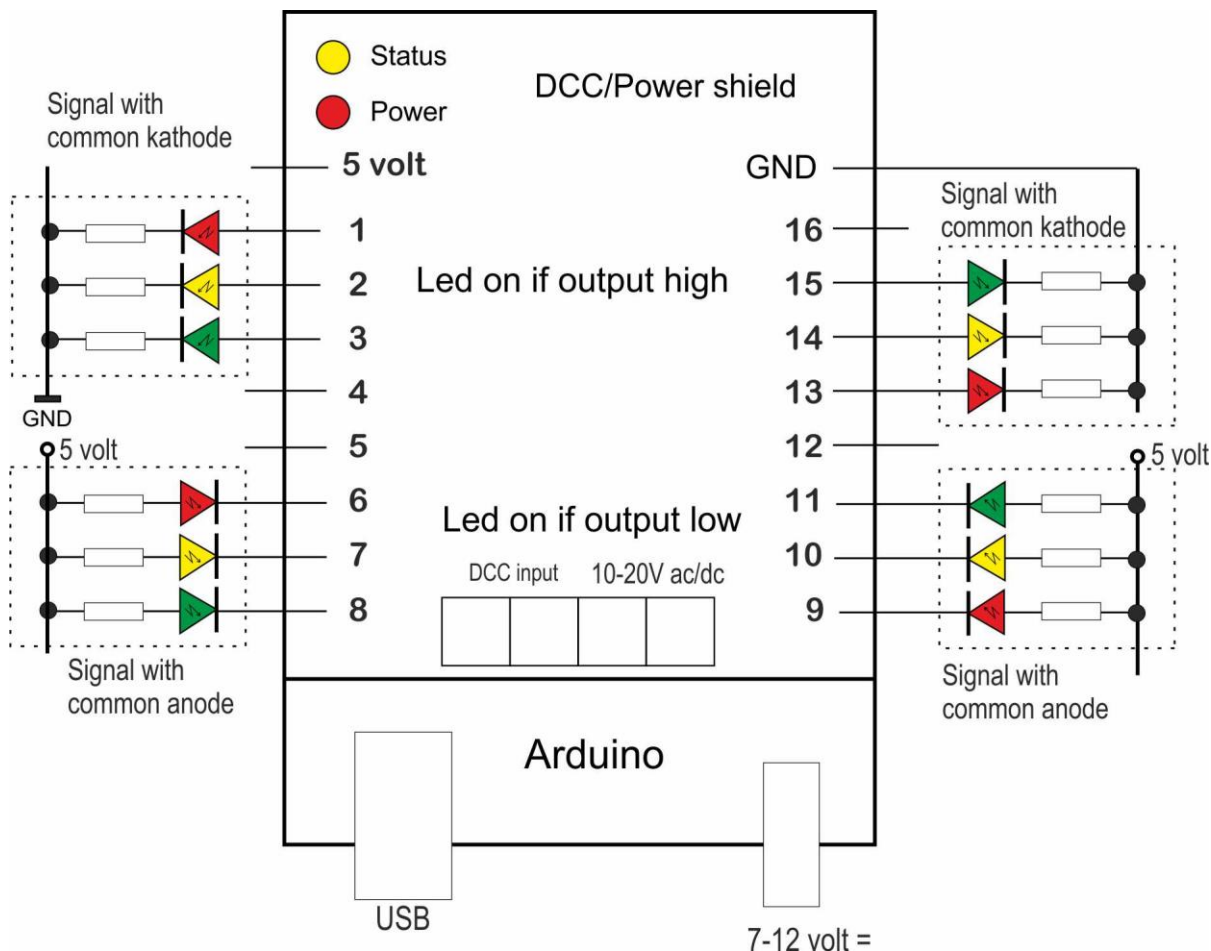 Status
DCC/Power shield
Power
Signal with
common kathode
5 volt
GND
Signal with
common kathode
1
16
2
Led on if output high
15
3
14
4
13
GND
5 volt
5
12
5 volt
6
11
Led on if output low
7
10
DCC input
10-20V ac/dc
8
9
Signal with
common anode
Signal with
common anode
Arduino
USB
7-12 volt =